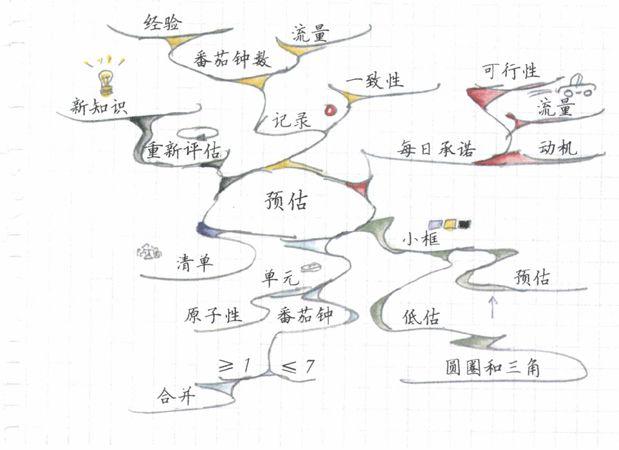 经验
流量
番茄钟数
一致性
可行性
流量
新知识
重新评估
记录
每日承诺
动机
预估
小框
清单
单元
预估
原子性
番茄钟
低估
≥ 1
≤ 7
圆圈和三角
合并